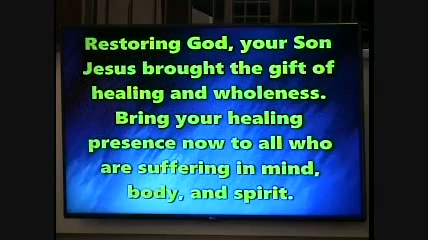 Restoring God, your Son
Jesus brought the gift of
healing and wholeness.
Bring your healing
presence now to all who
are suffering in mind,
body, and spirit.